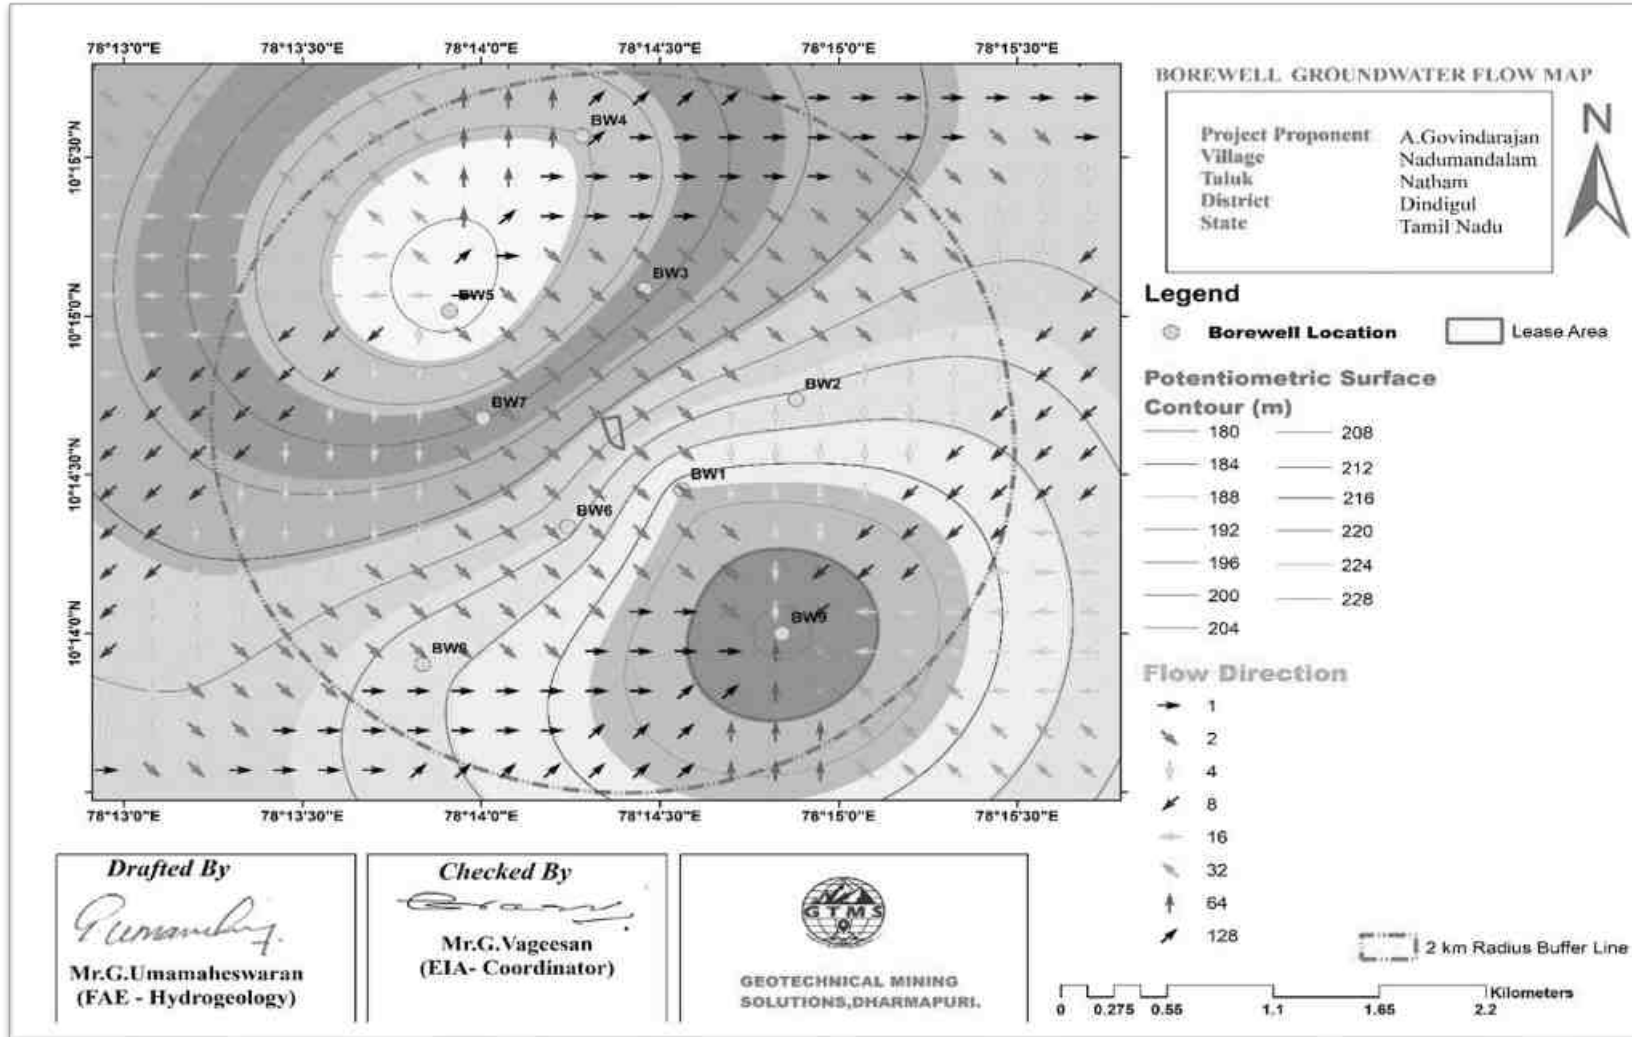 78°13'0"E 78°13'30"E 78°14'0"E 78°14'30"E 78°15'0"E 78°15'30"E
BOREWELL GROUNDWATER FLOW MAP
Project Proponent A.Govindarajan
Village Nadumandalam
Taluk Natham
District Dindigul
State Tamil Nadu
N
10°15'30"N
10°15'0"N
10°14'30"N
10°14'0"N
BW4
BW3
BW5
BW2
BW7
BW1
BW6
BW9
BW8
78°13'0"E 78°13'30"E 78°14'0"E 78°14'30"E 78°15'0"E 78°15'30"E
Legend
Borewell Location Lease Area
Potentiometric Surface
Contour (m)
180 208
184 212
188 216
192 220
196 224
200 228
204
Flow Direction
1
2
4
8
16
32
64
128
2 km Radius Buffer Line
Kilometers
0 0.275 0.55 1.1 1.65 2.2
Drafted By
Mr.G.Umamaheswaran
(FAE - Hydrogeology)
Checked By
Mr.G.Vageesan
(EIA- Coordinator)
GTMS
GEOTECHNICAL MINING
SOLUTIONS,DHARMAPURI.